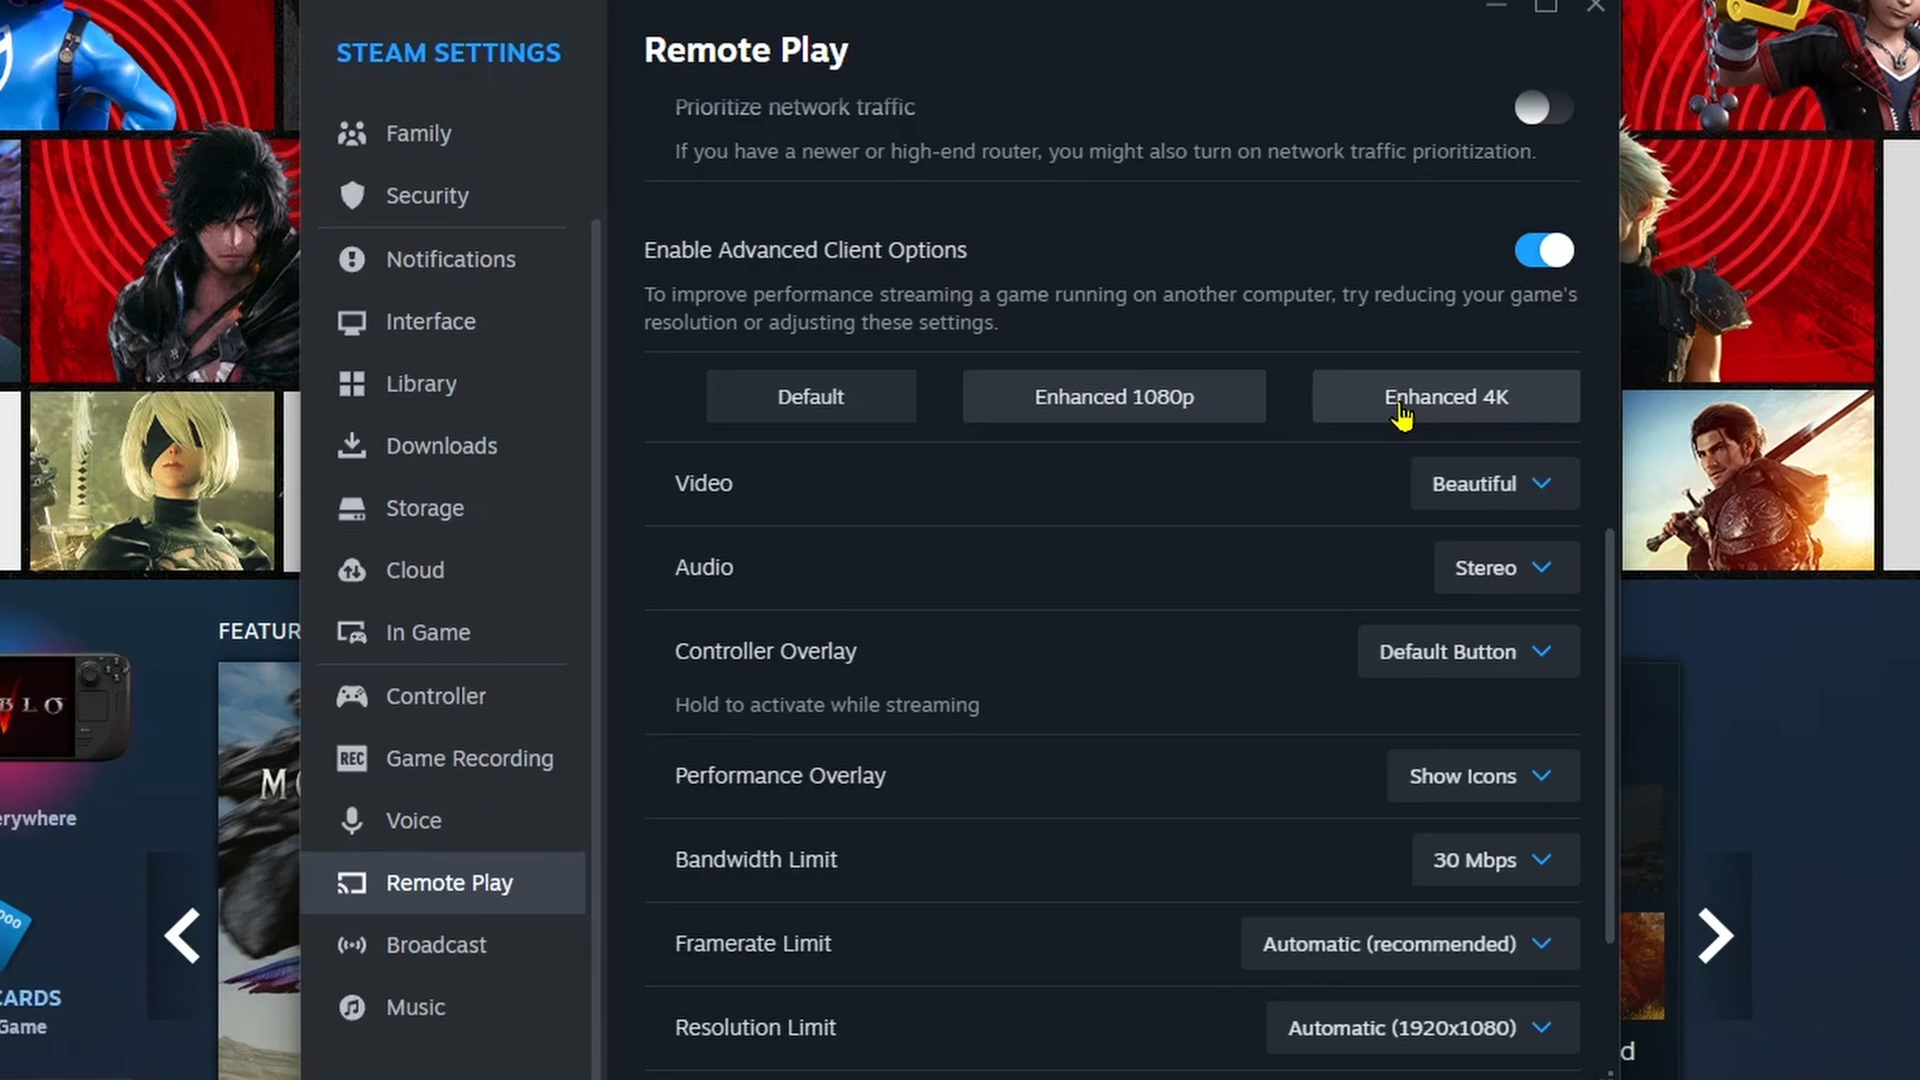 STEAM SETTINGS
Family
Security
Notifications
Interface
Library
Downloads
Storage
Cloud
In Game
Controller
REC
Game Recording
Voice
Remote Play
Broadcast
Music
Remote Play
Prioritize network traffic
If you have a newer or high-end router, you might also turn on network traffic prioritization.
Enable Advanced Client Options
To improve performance streaming a game running on another computer, try reducing your game's
resolution or adjusting these settings.
Default
Enhanced 1080p
Enhanced 4K
Video
Beautiful
Audio
Stereo
Controller Overlay
Default Button
Hold to activate while streaming
Performance Overlay
Show Icons
Bandwidth Limit
30 Mbps
Framerate Limit
Automatic (recommended)
Resolution Limit
Automatic (1920x1080)
FEATUR
BLO
MO
erywhere
000
CARDS
Game
d